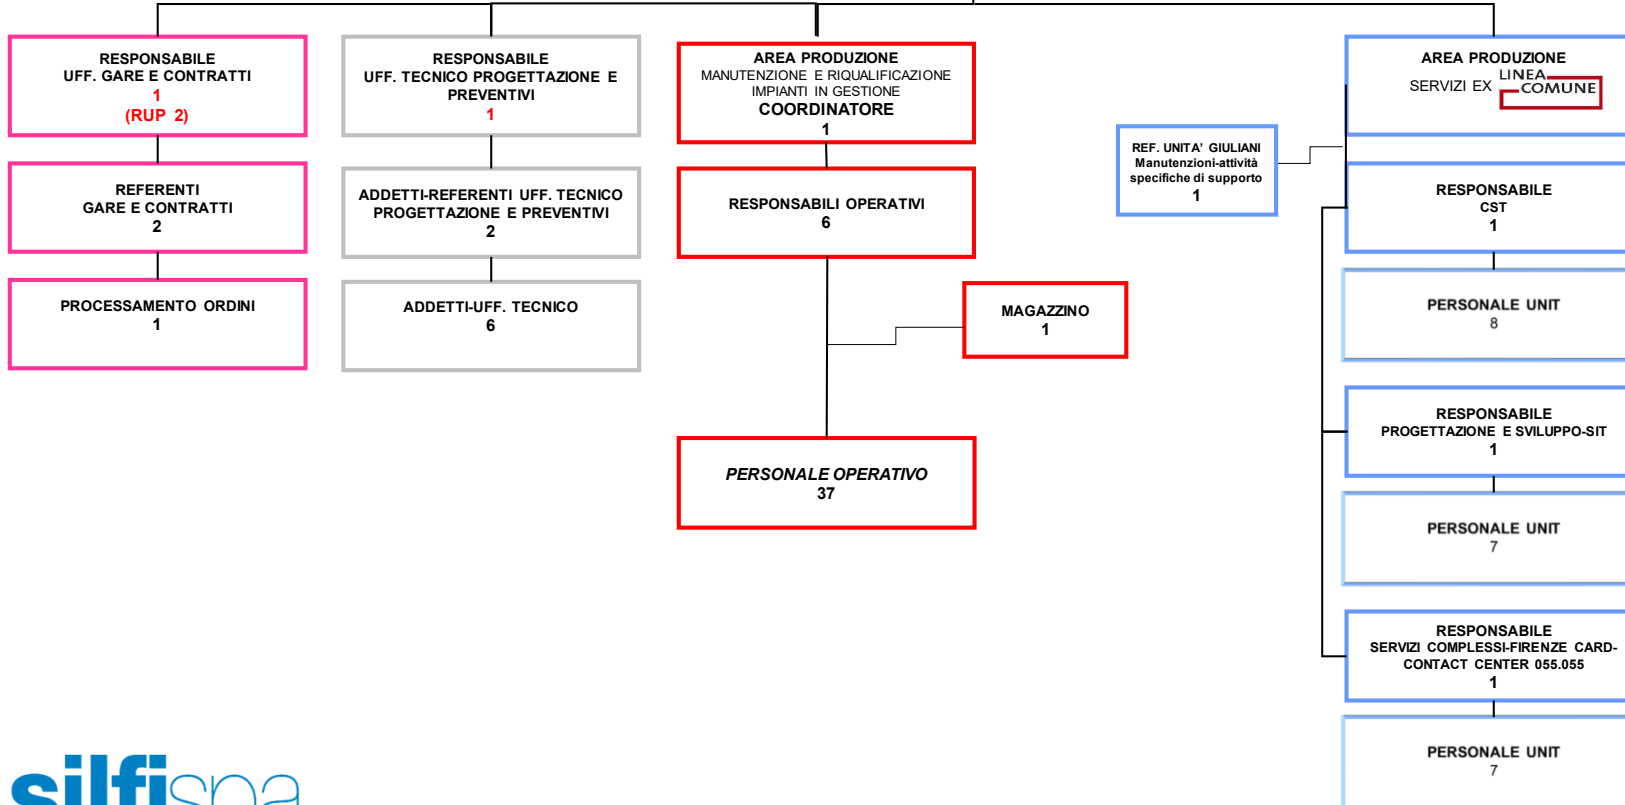 RESPONSABILE
UFF. GARE E CONTRATTI
1
(RUP 2)
REFERENTI
GARE E CONTRATTI
2
PROCESSAMENTO ORDINI
1
RESPONSABILE
UFF. TECNICO PROGETTAZIONE E
PREVENTIVI
1
ADDETTI-REFERENTI UFF. TECNICO
PROGETTAZIONE E PREVENTIVI
2
ADDETTI-UFF. TECNICO
6
AREA PRODUZIONE
MANUTENZIONE E RIQUALIFICAZIONE
IMPIANTI IN GESTIONE
COORDINATORE
1
RESPONSABILI OPERATIVI
6
MAGAZZINO
1
PERSONALE OPERATIVO
37
REF. UNITA' GIULIANI
Manutenzioni-attività
specifiche di supporto
1
AREA PRODUZIONE
SERVIZI EX LINEA
COMUNE
RESPONSABILE
CST
1
PERSONALE UNIT
8
RESPONSABILE
PROGETTAZIONE E SVILUPPO-SIT
1
PERSONALE UNIT
7
RESPONSABILE
SERVIZI COMPLESSI-FIRENZE CARD-
CONTACT CENTER 055.055
1
PERSONALE UNIT
7
silfispa